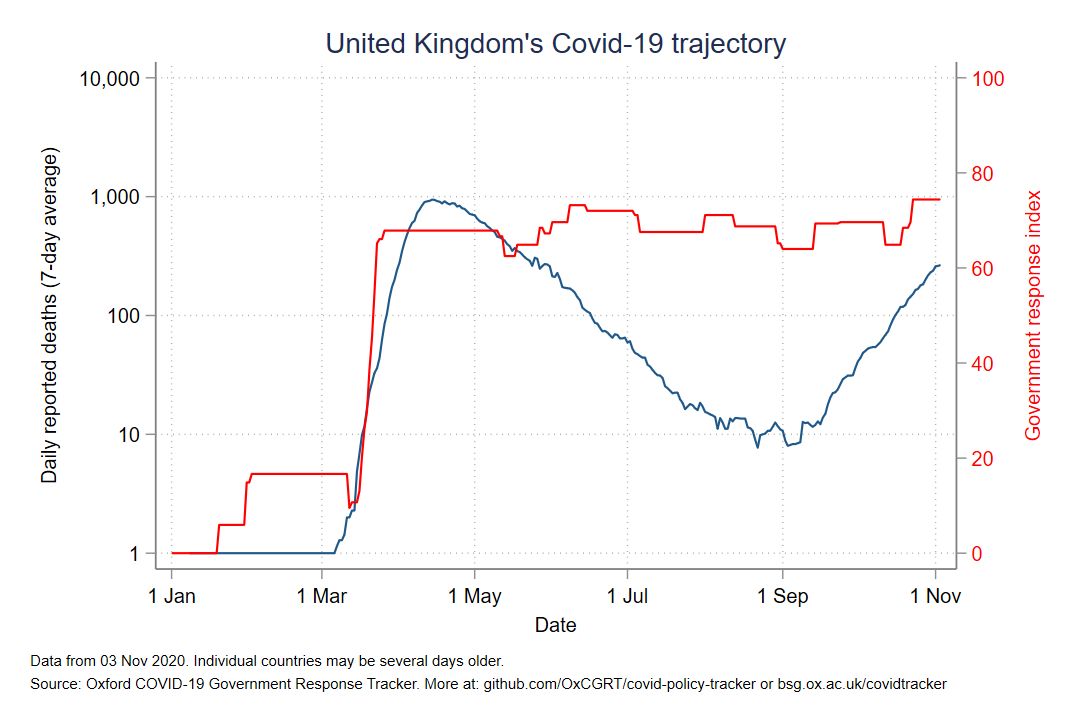 United Kingdom's Covid-19 trajectory
10,000
1,000
100
10
1
Daily reported deaths (7-day average)
100
80
60
40
20
0
Government response index
1 Jan 1 Mar 1 May 1 Jul 1 Sep 1 Nov
Date
Data from 03 Nov 2020. Individual countries may be several days older.
Source: Oxford COVID-19 Government Response Tracker. More at: github.com/OxCGRT/covid-policy-tracker or bsg.ox.ac.uk/covidtracker